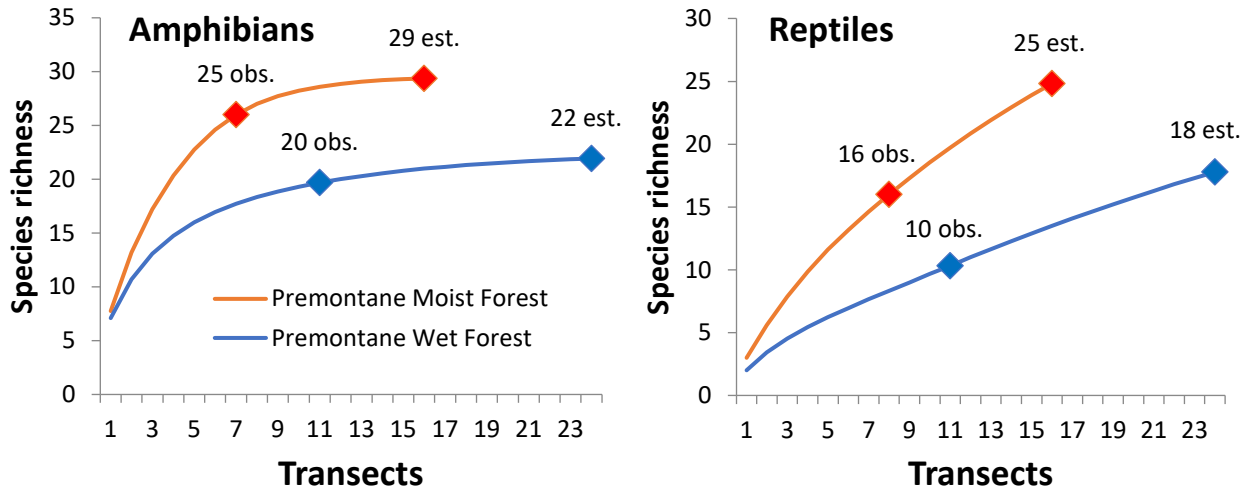 Amphibians
Species richness
35
30
25
20
15
10
5
0
29 est.
25 obs.
20 obs.
22 est.
Premontane Moist Forest
Premontane Wet Forest
1 3 5 7 9 11 13 15 17 19 21 23
Transects
Reptiles
Species richness
30
25
20
15
10
5
0
25 est.
16 obs.
18 est.
10 obs.
1 3 5 7 9 11 13 15 17 19 21 23
Transects